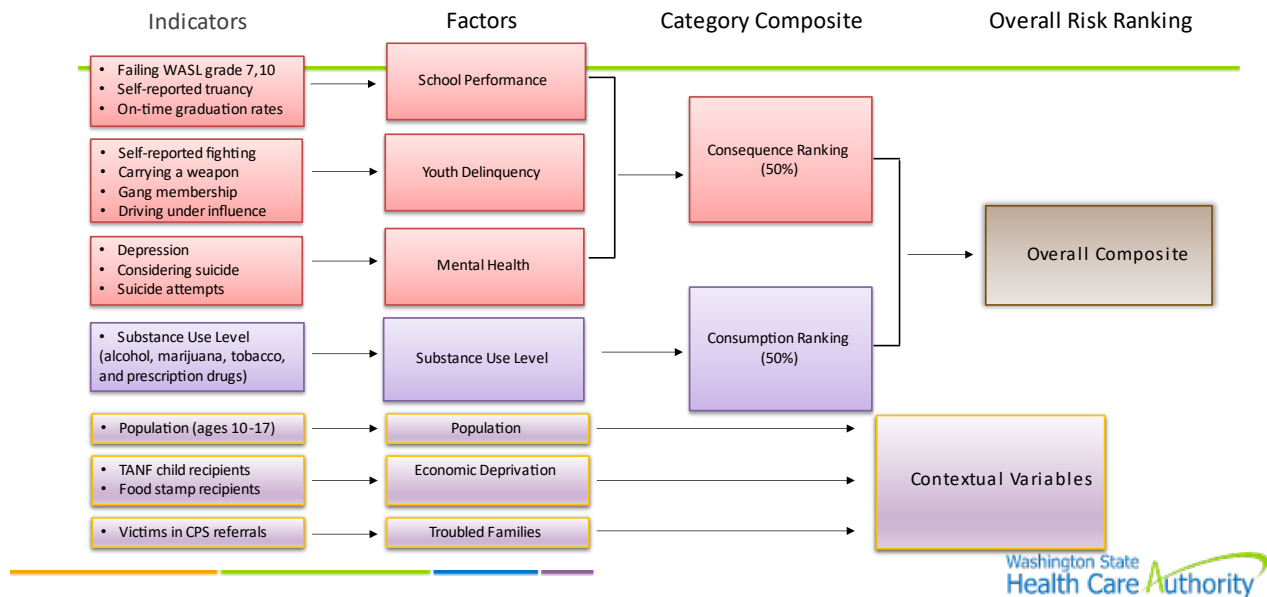 Indicators
Factors
Category Composite
Overall Risk Ranking
• Failing WASL grade 7,10
• Self-reported truancy
• On-time graduation rates
School Performance
• Self-reported fighting
• Carrying a weapon
• Gang membership
• Driving under influence
Youth Delinquency
• Depression
• Considering suicide
• Suicide attempts
Mental Health
Consequence Ranking
(50%)
Overall Composite
• Substance Use Level
(alcohol, marijuana, tobacco,
and prescription drugs)
Substance Use Level
Consumption Ranking
(50%)
• Population (ages 10-17)
Population
• TANF child recipients
• Food stamp recipients
Economic Deprivation
• Victims in CPS referrals
Troubled Families
Contextual Variables
Washington State
Health Care Authority